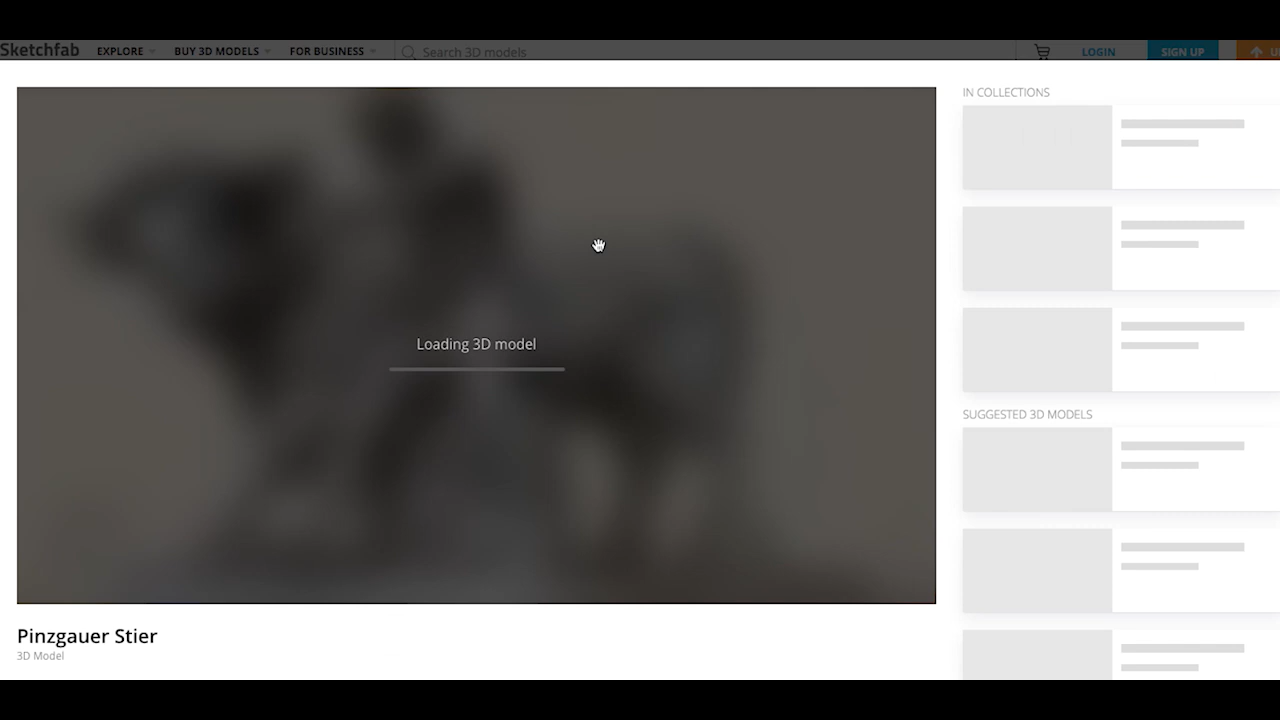 Sketchfab EXPLORE BUY 3D MODELS FOR BUSINESS Search 3D models LOGIN SIGN UP
IN COLLECTIONS
Loading 3D model
SUGGESTED 3D MODELS
Pinzgauer Stier
3D Model